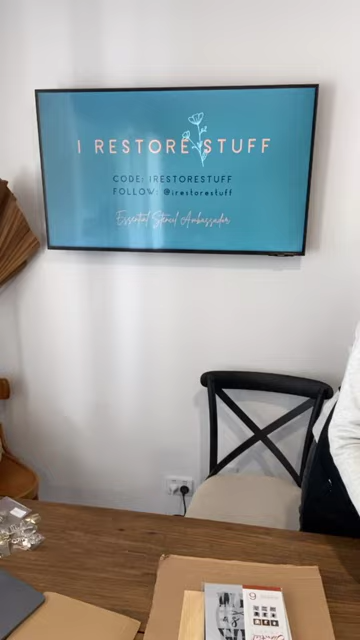 I RESTORE STUFF
CODE: IRESTORESTUFF
FOLLOW: @irestorestuff
Essential Stencil Ambassador